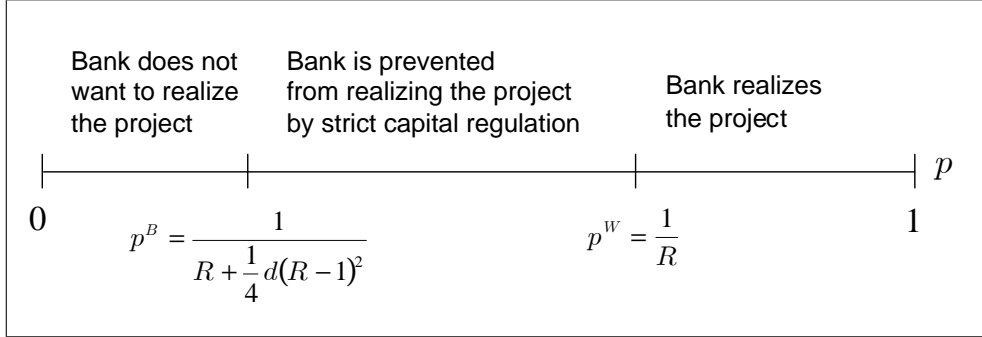 Bank does not
want to realize
the project
Bank is prevented
from realizing the project
by strict capital regulation
Bank realizes
the project
p
0
p^B = 1 / (R + 1/4 d(R − 1)^2)
p^W = 1/R
1